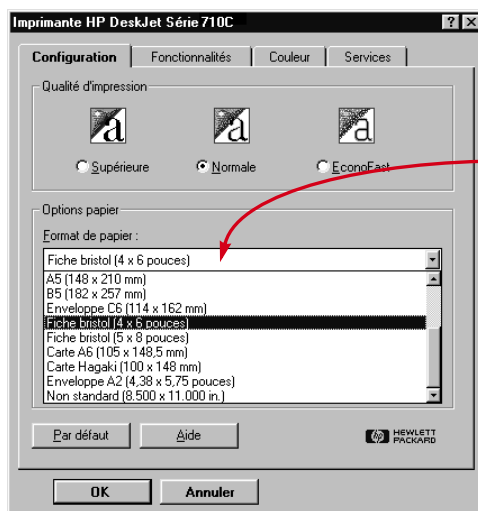 Imprimante HP DeskJet Série 710C
Configuration Fonctionnalités Couleur Services
Qualité d'impression
a a a
Supérieure Normale EconoFast
Options papier
Format de papier :
Fiche bristol (4 x 6 pouces)
A5 (148 x 210 mm)
B5 (182 x 257 mm)
Enveloppe C6 (114 x 162 mm)
Fiche bristol (4 x 6 pouces)
Fiche bristol (5 x 8 pouces)
Carte A6 (105 x 148,5 mm)
Carte Hagaki (100 x 148 mm)
Enveloppe A2 (4,38 x 5,75 pouces)
Non standard (8.500 x 11.000 in.)
Par défaut Aide
hp HEWLETT
PACKARD
OK Annuler